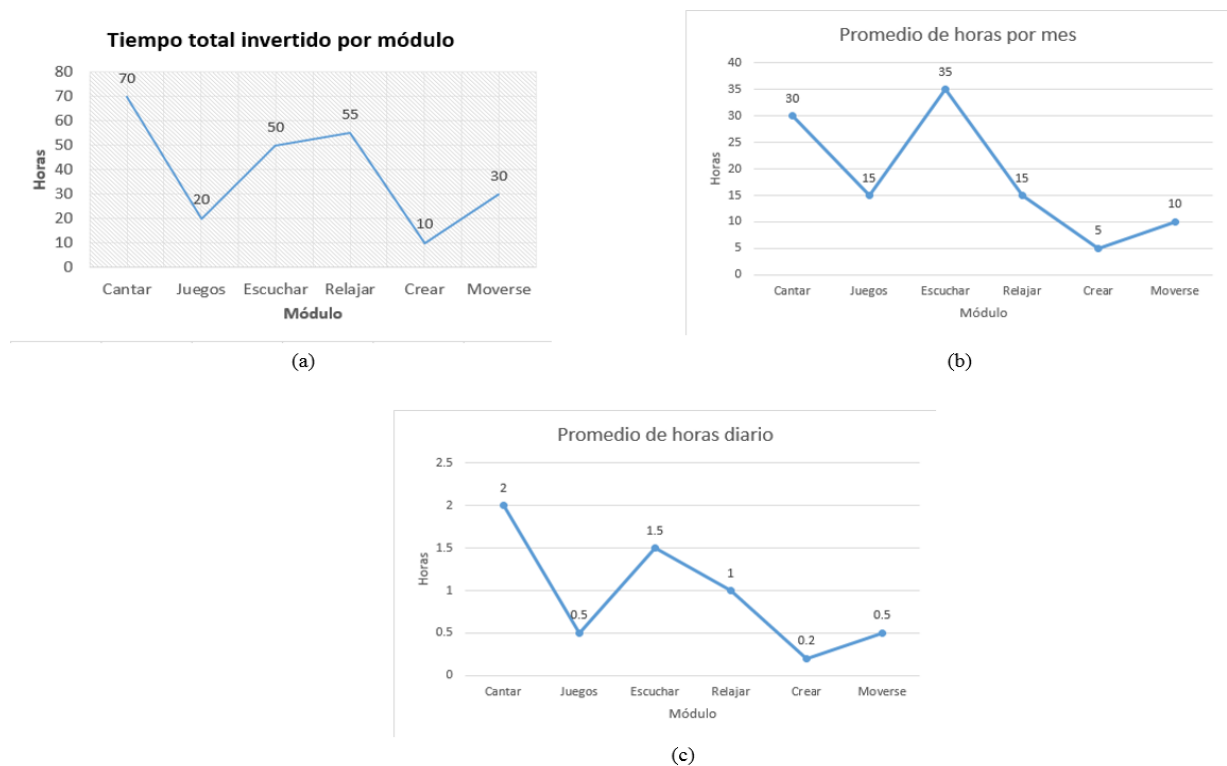 Tiempo total invertido por módulo
80
70
60
50
40
30
20
10
0
Horas
70
20
50
55
10
30
Cantar Juegos Escuchar Relajar Crear Moverse
Módulo
(a)
Promedio de horas por mes
40
35
30
25
20
15
10
5
0
Horas
30
15
35
15
5
10
Cantar Juegos Escuchar Relajar Crear Moverse
Módulo
(b)
Promedio de horas diario
2.5
2
1.5
1
0.5
0
Horas
2
0.5
1.5
1
0.2
0.5
Cantar Juegos Escuchar Relajar Crear Moverse
Módulo
(c)